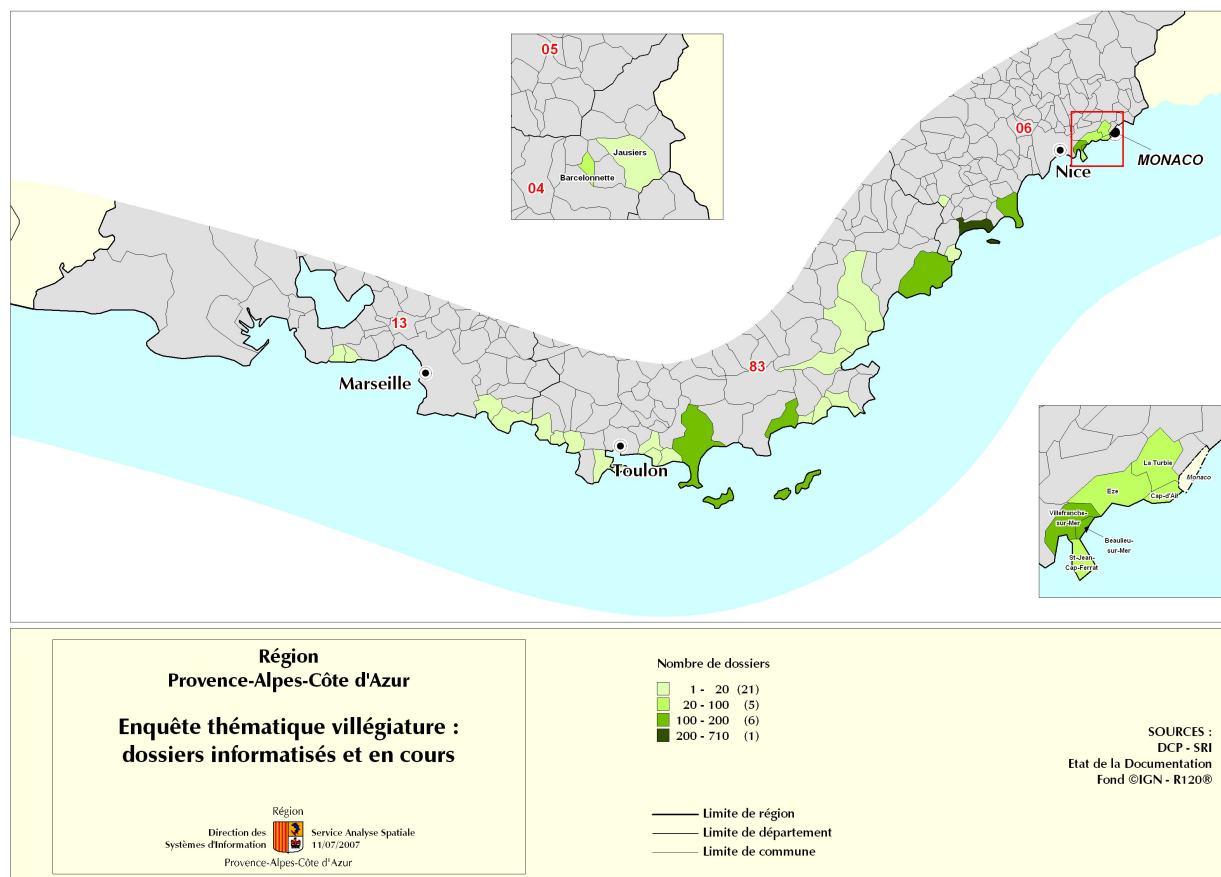 05
04
Jausiers
Barcelonnette
06
MONACO
Nice
13
Marseille
83
Toulon
La Turbie
Monaco
Eze
Cap-d'Ail
Villefranche-
sur-Mer
Beaulieu-
sur-Mer
St-Jean-
Cap-Ferrat
Région
Provence-Alpes-Côte d'Azur
Enquête thématique villégiature :
dossiers informatisés et en cours
Région
Direction des
Systèmes d'Information
Service Analyse Spatiale
11/07/2007
Provence-Alpes-Côte d'Azur
Nombre de dossiers
1 - 20 (21)
20 - 100 (5)
100 - 200 (6)
200 - 710 (1)
Limite de région
Limite de département
Limite de commune
SOURCES :
DCP - SRI
Etat de la Documentation
Fond ©IGN - R120®